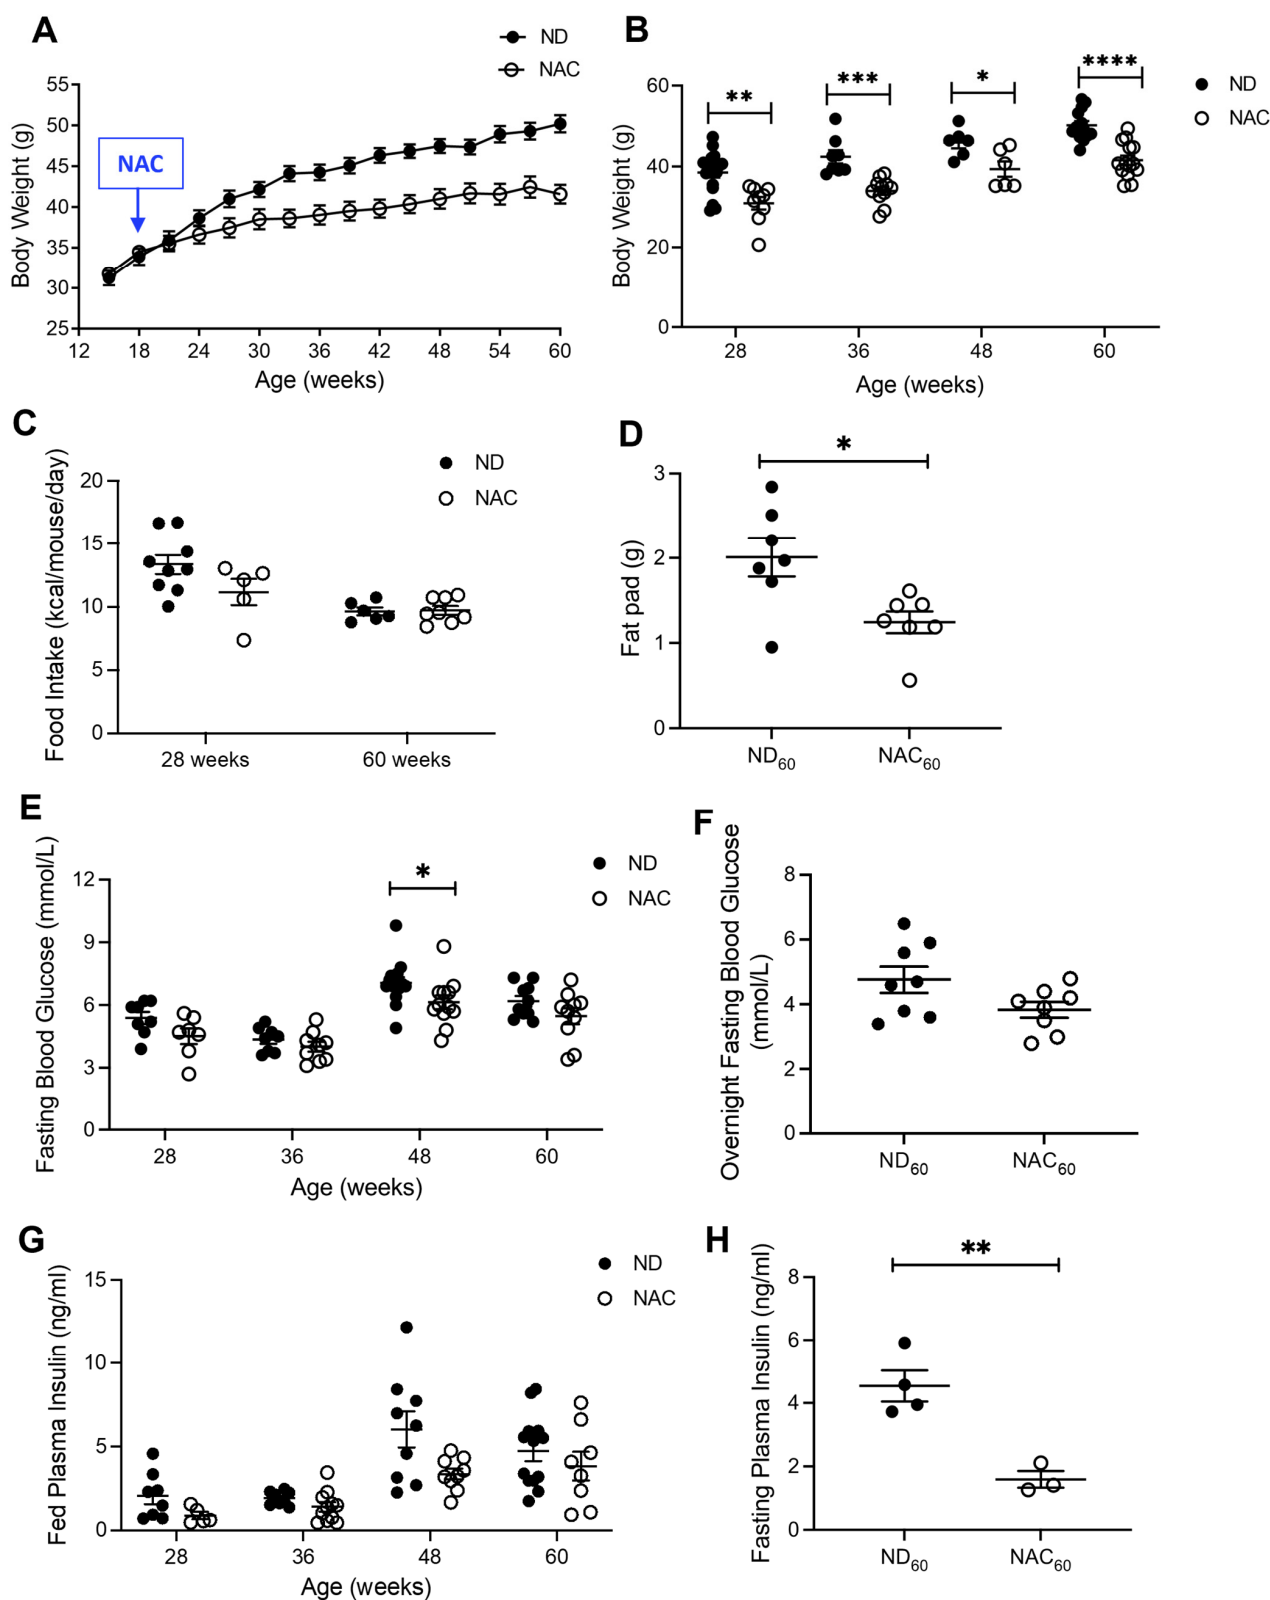 A
ND
NAC
55
50
45
40
35
30
25
Body Weight (g)
NAC
12 18 24 30 36 42 48 54 60
Age (weeks)
B
ND
NAC
** *** * ****
60
40
20
0
Body Weight (g)
28 36 48 60
Age (weeks)
C
ND
NAC
20
15
10
5
0
Food Intake (kcal/mouse/day)
28 weeks 60 weeks
D
*
3
2
1
0
Fat pad (g)
ND60 NAC60
E
ND
NAC
*
12
9
6
3
0
Fasting Blood Glucose (mmol/L)
28 36 48 60
Age (weeks)
F
8
6
4
2
0
Overnight Fasting Blood Glucose
(mmol/L)
ND60 NAC60
G
ND
NAC
15
10
5
0
Fed Plasma Insulin (ng/ml)
28 36 48 60
Age (weeks)
H
**
8
6
4
2
0
Fasting Plasma Insulin (ng/ml)
ND60 NAC60